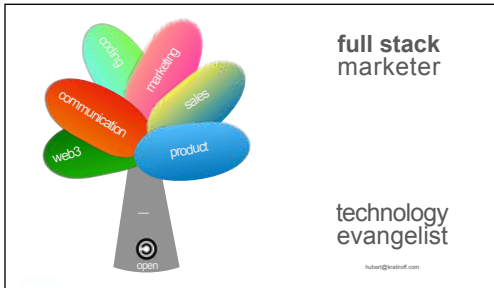 coding
marketing
sales
communication
web3
product
open
full stack
marketer
technology
evangelist
hubert@kratiroff.com